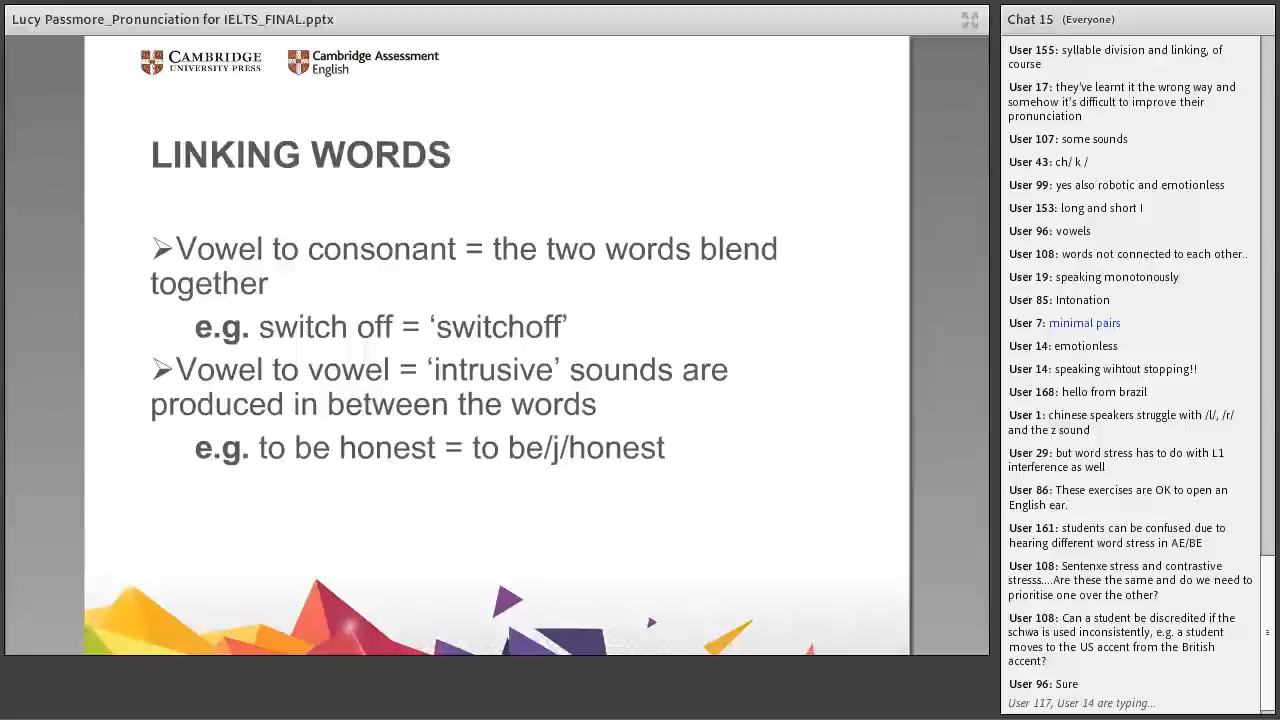 Lucy Passmore_Pronunciation for IELTS_FINAL.pptx
CAMBRIDGE
UNIVERSITY PRESS
Cambridge Assessment
English
LINKING WORDS
➢Vowel to consonant = the two words blend
together
e.g. switch off = ‘switchoff’
➢Vowel to vowel = ‘intrusive’ sounds are
produced in between the words
e.g. to be honest = to be/j/honest
Chat 15 (Everyone)
User 155: syllable division and linking, of
course
User 17: they've learnt it the wrong way and
somehow it's difficult to improve their
pronunciation
User 107: some sounds
User 43: ch/ k /
User 99: yes also robotic and emotionless
User 153: long and short I
User 96: vowels
User 108: words not connected to each other..
User 19: speaking monotonously
User 85: Intonation
User 7: minimal pairs
User 14: emotionless
User 14: speaking wihtout stopping!!
User 168: hello from brazil
User 1: chinese speakers struggle with /l/, /r/
and the z sound
User 29: but word stress has to do with L1
interference as well
User 86: These exercises are OK to open an
English ear.
User 161: students can be confused due to
hearing different word stress in AE/BE
User 108: Sentenxe stress and contrastive
stresss....Are these the same and do we need to
prioritise one over the other?
User 108: Can a student be discredited if the
schwa is used inconsistently, e.g. a student
moves to the US accent from the British
accent?
User 96: Sure
User 117, User 14 are typing...